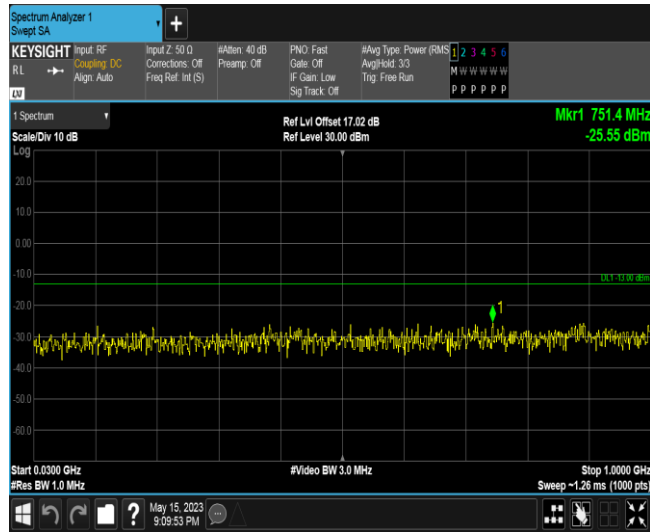 Spectrum Analyzer 1
Swept SA
+
KEYSIGHT
RL
LXI
Input: RF
Coupling: DC
Align: Auto
Input Z: 50 Ω
Corrections: Off
Freq Ref: Int (S)
#Atten: 40 dB
Preamp: Off
PNO: Fast
Gate: Off
IF Gain: Low
Sig Track: Off
#Avg Type: Power (RMS
Avg|Hold: 3/3
Trig: Free Run
1 2 3 4 5 6
M W W W W W
P P P P P P
1 Spectrum
Scale/Div 10 dB
Log
Ref Lvl Offset 17.02 dB
Ref Level 30.00 dBm
Mkr1 751.4 MHz
-25.55 dBm
20.0
10.0
0.00
-10.0
DL1 -13.00 dBm
-20.0
1
-30.0
-40.0
-50.0
-60.0
Start 0.0300 GHz
#Res BW 1.0 MHz
#Video BW 3.0 MHz
Stop 1.0000 GHz
Sweep ~1.26 ms (1000 pts)
?
May 15, 2023
9:09:53 PM